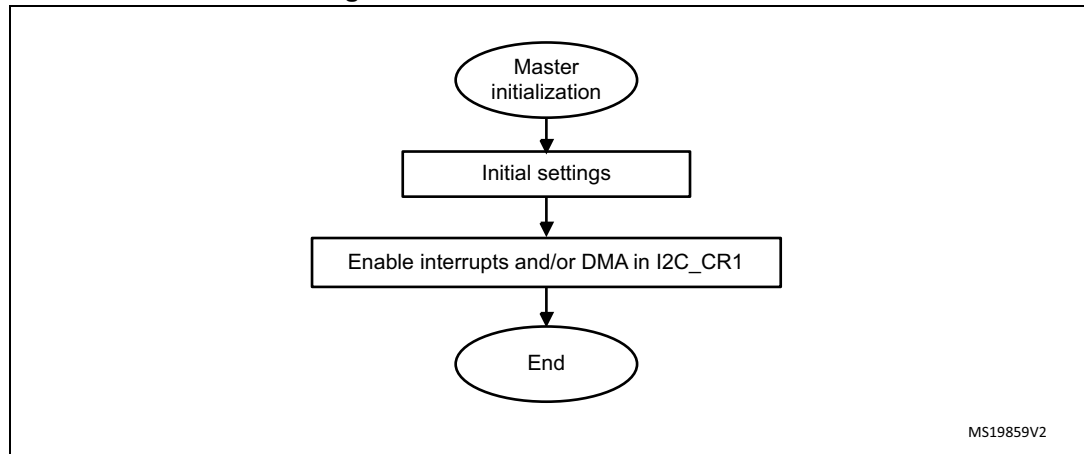 Master
initialization
Initial settings
Enable interrupts and/or DMA in I2C_CR1
End
MS19859V2